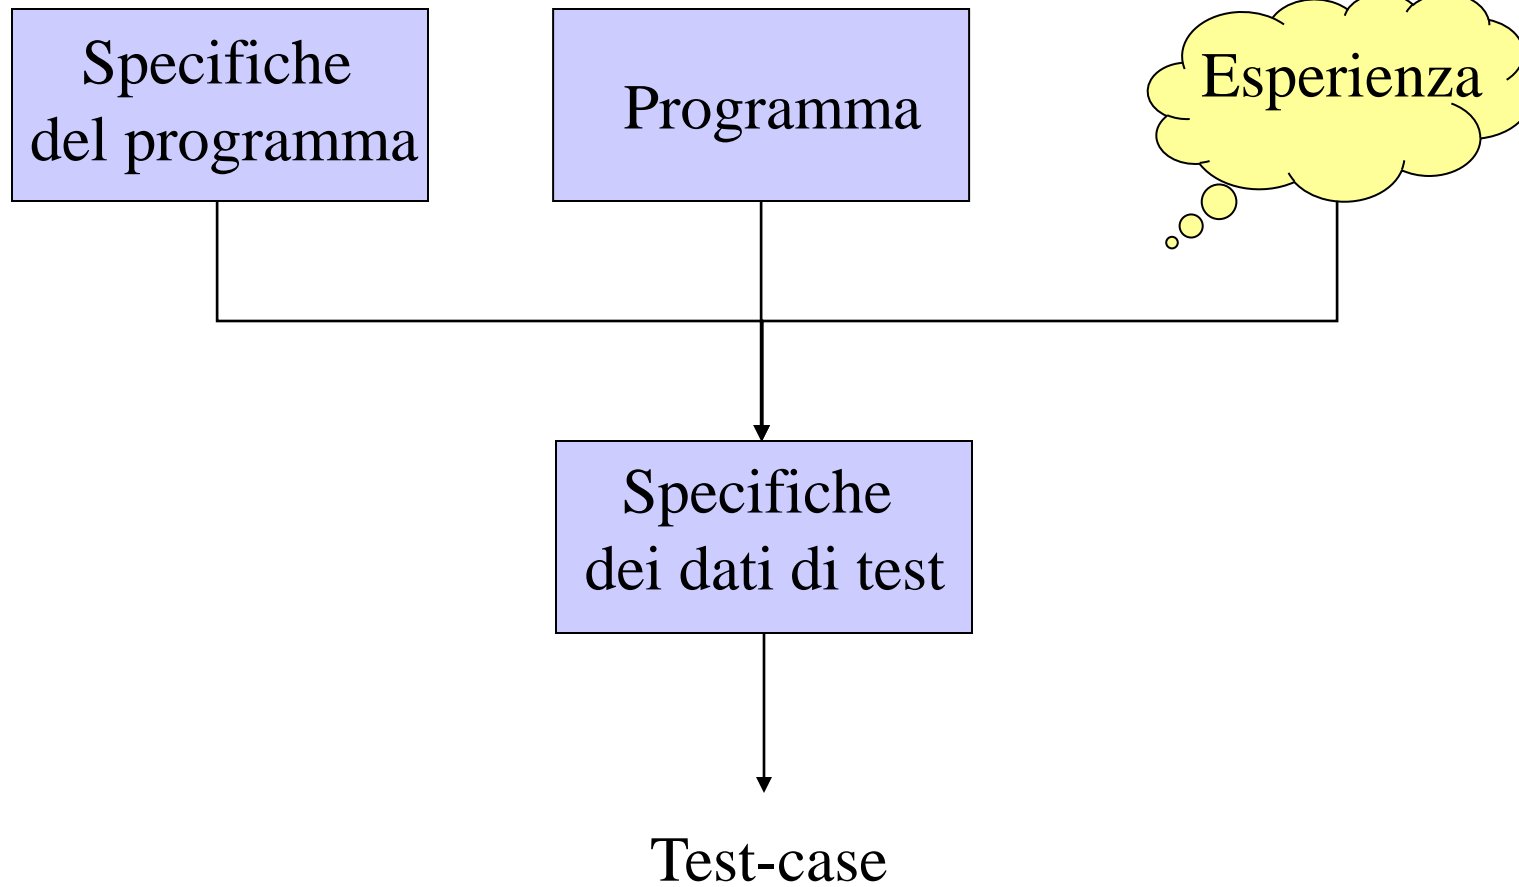 Specifiche
del programma
Programma
Esperienza
Specifiche
dei dati di test
Test-case